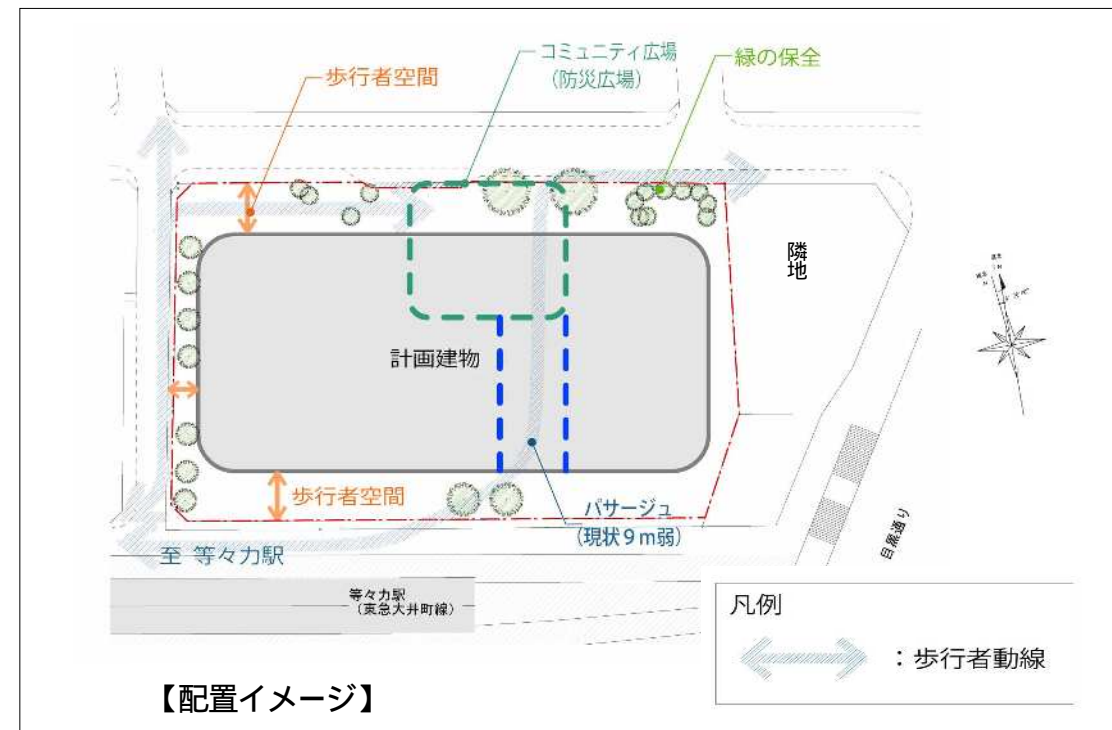 コミュニティ広場
（防災広場）
緑の保全
歩行者空間
隣地
計画建物
歩行者空間
パサージュ
（現状９ｍ弱）
目黒通り
至 等々力駅
等々力駅
（東急大井町線）
凡例
：歩行者動線
【配置イメージ】